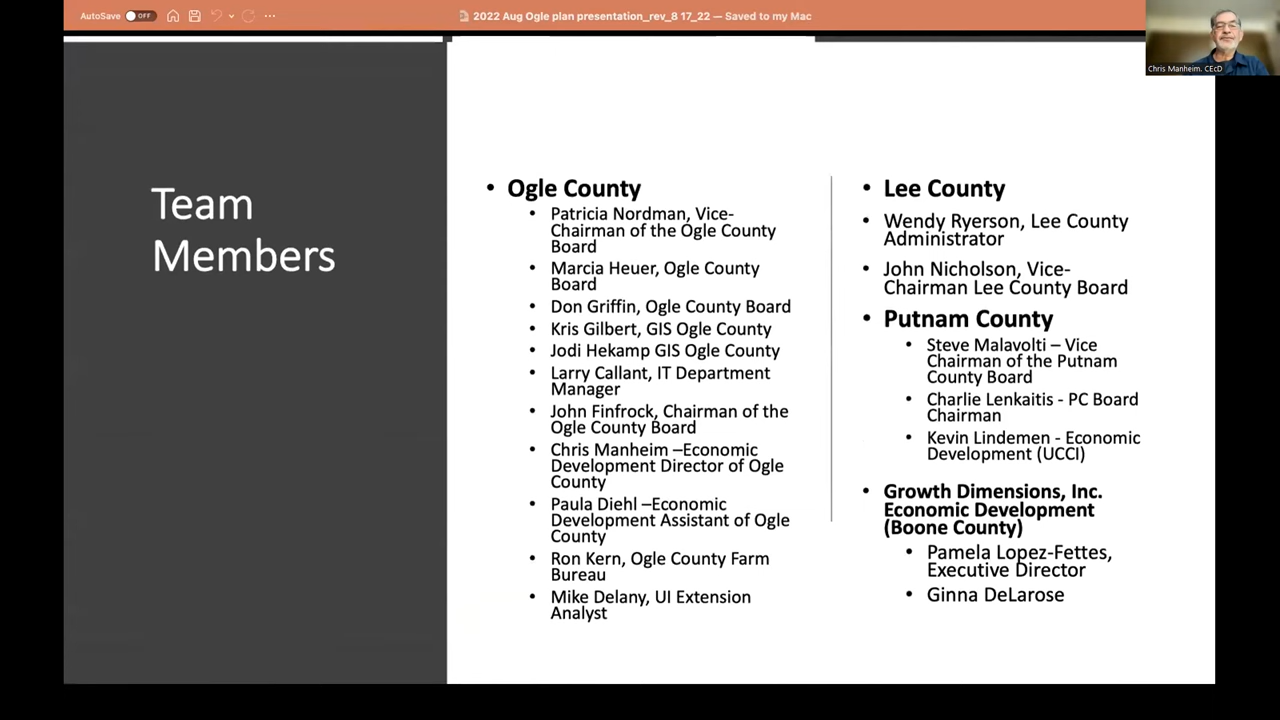 AutoSave OFF
2022 Aug Ogle plan presentation_rev_8 17_22 — Saved to my Mac
Chris Manheim. CEcD
Team
Members
• Ogle County
• Patricia Nordman, Vice-
Chairman of the Ogle County
Board
• Marcia Heuer, Ogle County
Board
• Don Griffin, Ogle County Board
• Kris Gilbert, GIS Ogle County
• Jodi Hekamp GIS Ogle County
• Larry Callant, IT Department
Manager
• John Finfrock, Chairman of the
Ogle County Board
• Chris Manheim –Economic
Development Director of Ogle
County
• Paula Diehl –Economic
Development Assistant of Ogle
County
• Ron Kern, Ogle County Farm
Bureau
• Mike Delany, UI Extension
Analyst
• Lee County
• Wendy Ryerson, Lee County
Administrator
• John Nicholson, Vice-
Chairman Lee County Board
• Putnam County
• Steve Malavolti – Vice
Chairman of the Putnam
County Board
• Charlie Lenkaitis - PC Board
Chairman
• Kevin Lindemen - Economic
Development (UCCI)
• Growth Dimensions, Inc.
Economic Development
(Boone County)
• Pamela Lopez-Fettes,
Executive Director
• Ginna DeLarose